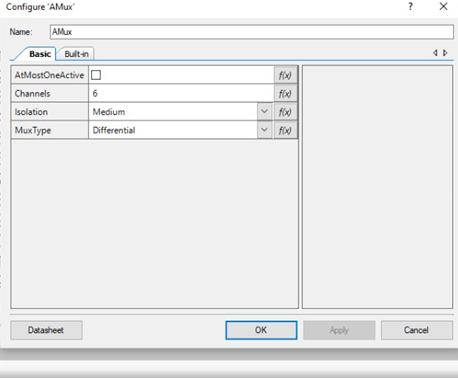 Configure 'AMux'
Name: AMux
Basic Built-in
AtMostOneActive f(x)
Channels 6 f(x)
Isolation Medium f(x)
MuxType Differential f(x)
Datasheet OK Apply Cancel